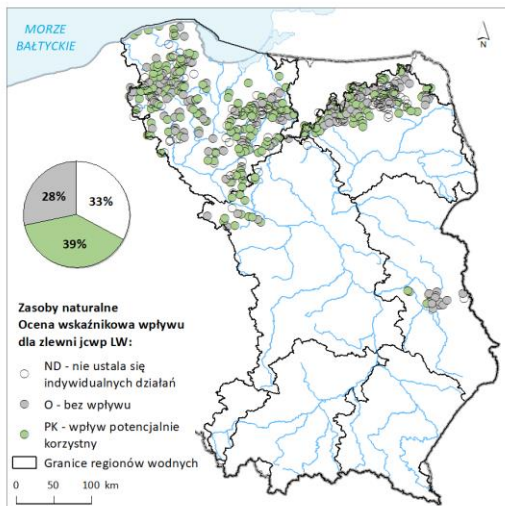 MORZE
BAŁTYCKIE
N
28%
33%
39%
Zasoby naturalne
Ocena wskaźnikowa wpływu
dla zlewni jcwp LW:
ND - nie ustala się
indywidualnych działań
O - bez wpływu
PK - wpływ potencjalnie
korzystny
Granice regionów wodnych
0 50 100 km